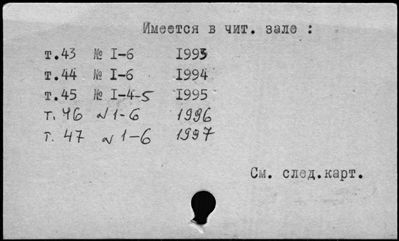 Имеется в чит. зале :
т.43 № I-6 1993
т.44 № I-6 1994
т.45 № I-4-5 1995
т. 46 № 1-6 1996
т. 47 № 1-6 1997
См. след.карт.